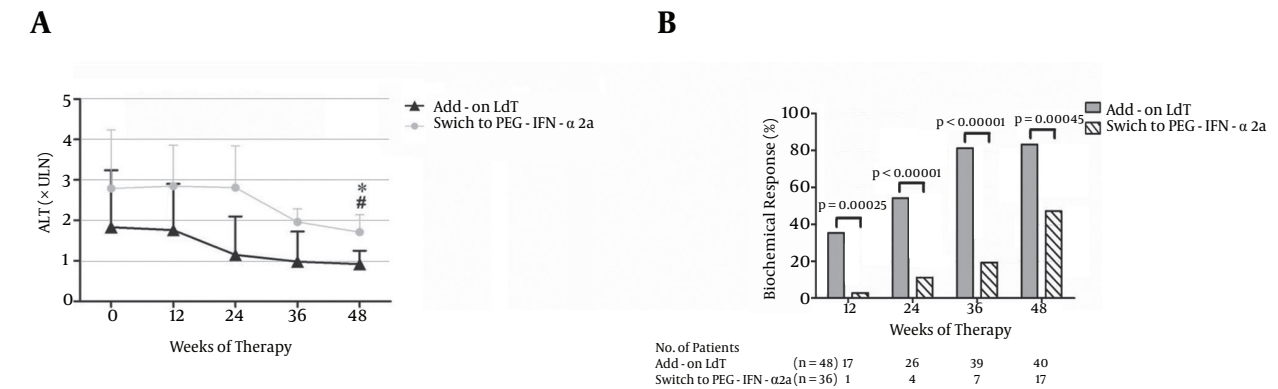 A
5
4
3
2
1
0
ALT (× ULN)
*
#
0 12 24 36 48
Weeks of Therapy
Add - on LdT
Swich to PEG - IFN - α 2a
B
100
80
60
40
20
0
Biochemical Response (%)
p = 0.00025
p < 0.00001
p < 0.00001
p = 0.00045
12 24 36 48
Weeks of Therapy
Add - on LdT
Swich to PEG - IFN - α 2a
No. of Patients
Add - on LdT (n = 48) 17 26 39 40
Switch to PEG - IFN - α2a (n = 36) 1 4 7 17